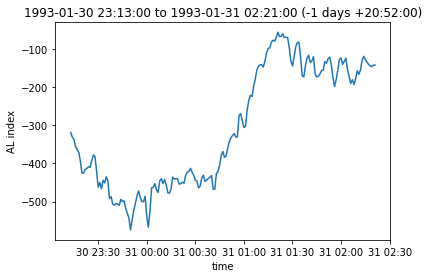 1993-01-30 23:13:00 to 1993-01-31 02:21:00 (-1 days +20:52:00)
−100
−200
−300
−400
−500
AL index
30 23:30 31 00:00 31 00:30 31 01:00 31 01:30 31 02:00 31 02:30
time